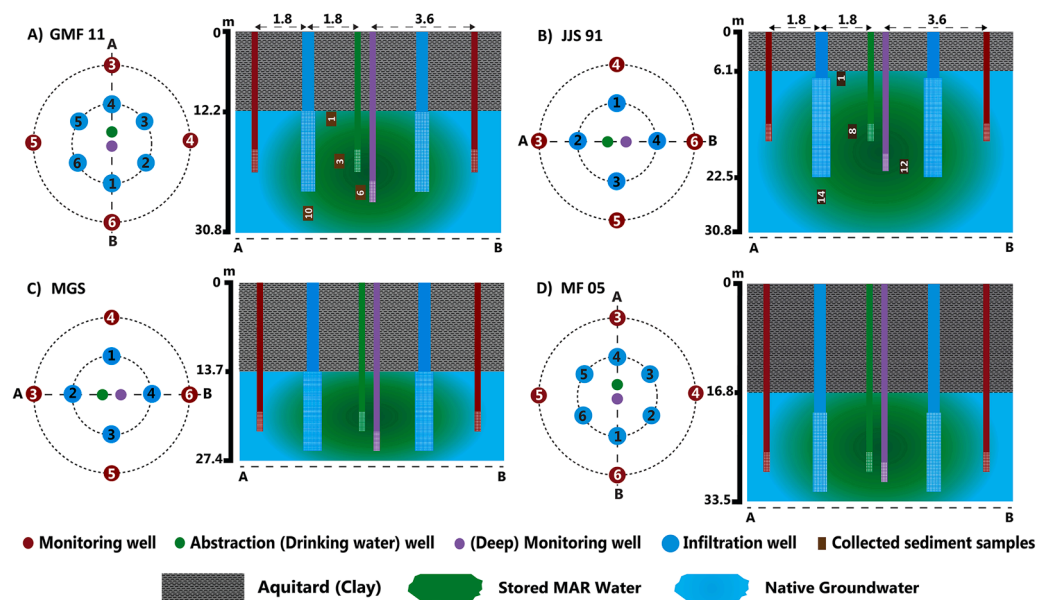 A) GMF 11
A
3
4
5
3
5
4
6
2
1
6
B
m
0
12.2
30.8
1.8
1.8
3.6
1
3
6
10
A
B
B) JJS 91
4
1
A
3
2
4
6
B
3
5
m
0
6.1
22.5
30.8
1.8
1.8
3.6
1
8
12
14
A
B
C) MGS
4
1
A
3
2
4
6
B
3
5
m
0
13.7
27.4
A
B
D) MF 05
A
3
4
5
3
5
4
6
2
1
6
B
m
0
16.8
33.5
A
B
Monitoring well
Abstraction (Drinking water) well
(Deep) Monitoring well
Infiltration well
Collected sediment samples
Aquitard (Clay)
Stored MAR Water
Native Groundwater